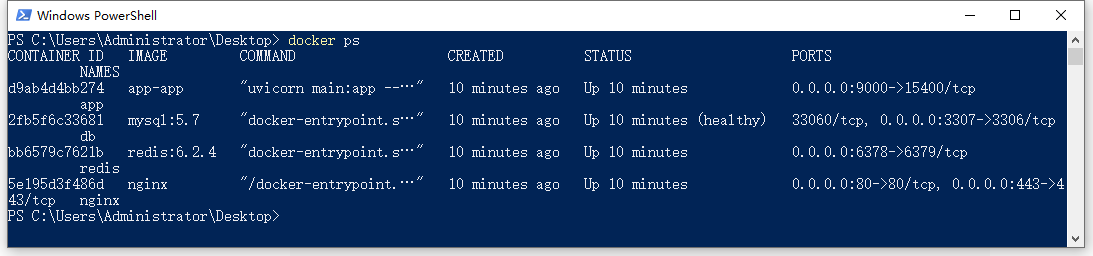 Windows PowerShell
PS C:\Users\Administrator\Desktop> docker ps
CONTAINER ID IMAGE COMMAND CREATED STATUS PORTS
NAMES
d9ab4d4bb274 app-app "uvicorn main:app --…" 10 minutes ago Up 10 minutes 0.0.0.0:9000->15400/tcp
app
2fb5f6c33681 mysql:5.7 "docker-entrypoint.s…" 10 minutes ago Up 10 minutes (healthy) 33060/tcp, 0.0.0.0:3307->3306/tcp
db
bb6579c7621b redis:6.2.4 "docker-entrypoint.s…" 10 minutes ago Up 10 minutes 0.0.0.0:6378->6379/tcp
redis
5e195d3f486d nginx "/docker-entrypoint.…" 10 minutes ago Up 10 minutes 0.0.0.0:80->80/tcp, 0.0.0.0:443->4
43/tcp nginx
PS C:\Users\Administrator\Desktop>